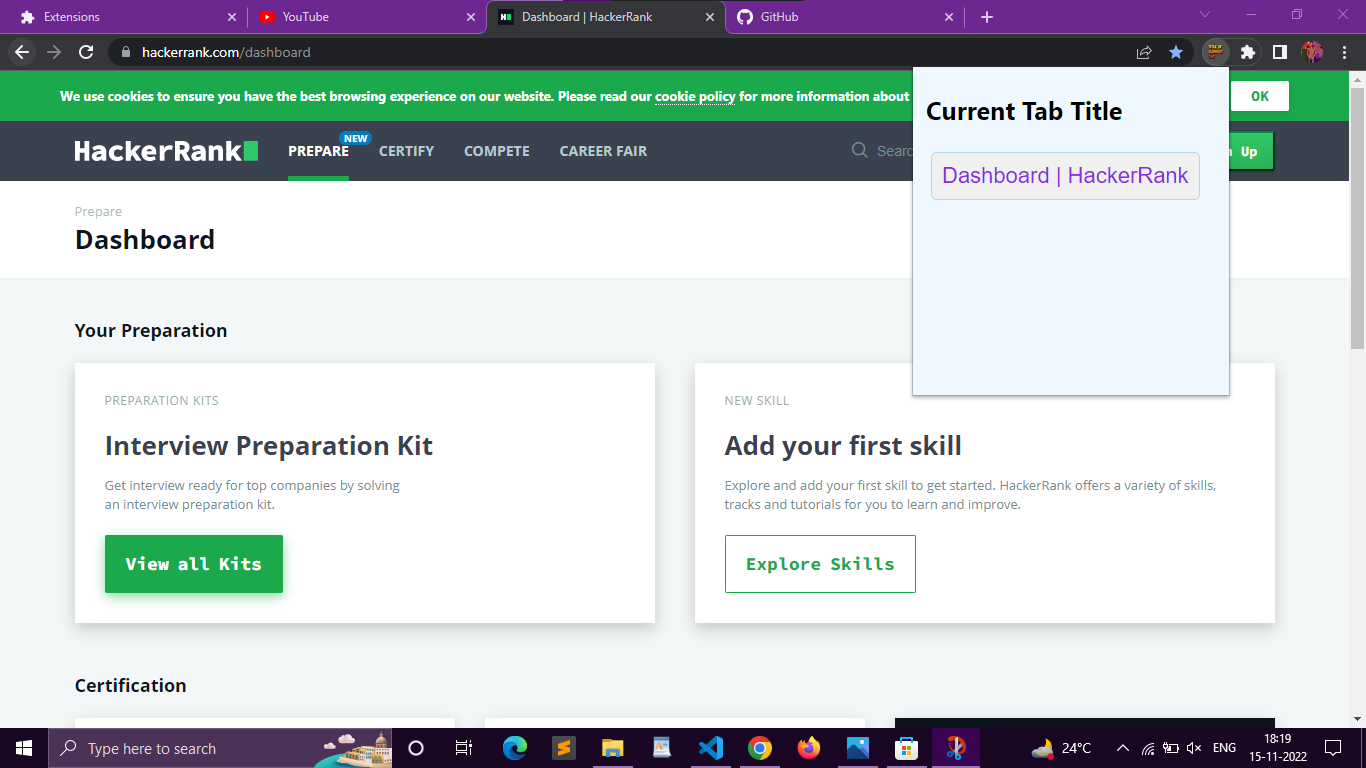 Extensions
YouTube
Dashboard | HackerRank
GitHub
hackerrank.com/dashboard
We use cookies to ensure you have the best browsing experience on our website. Please read our cookie policy for more information about
OK
HackerRank
PREPARE
NEW
CERTIFY
COMPETE
CAREER FAIR
Up
Current Tab Title
Dashboard | HackerRank
Prepare
Dashboard
Your Preparation
PREPARATION KITS
Interview Preparation Kit
Get interview ready for top companies by solving
an interview preparation kit.
View all Kits
NEW SKILL
Add your first skill
Explore and add your first skill to get started. HackerRank offers a variety of skills,
tracks and tutorials for you to learn and improve.
Explore Skills
Certification
Type here to search
24°C
ENG
18:19
15-11-2022